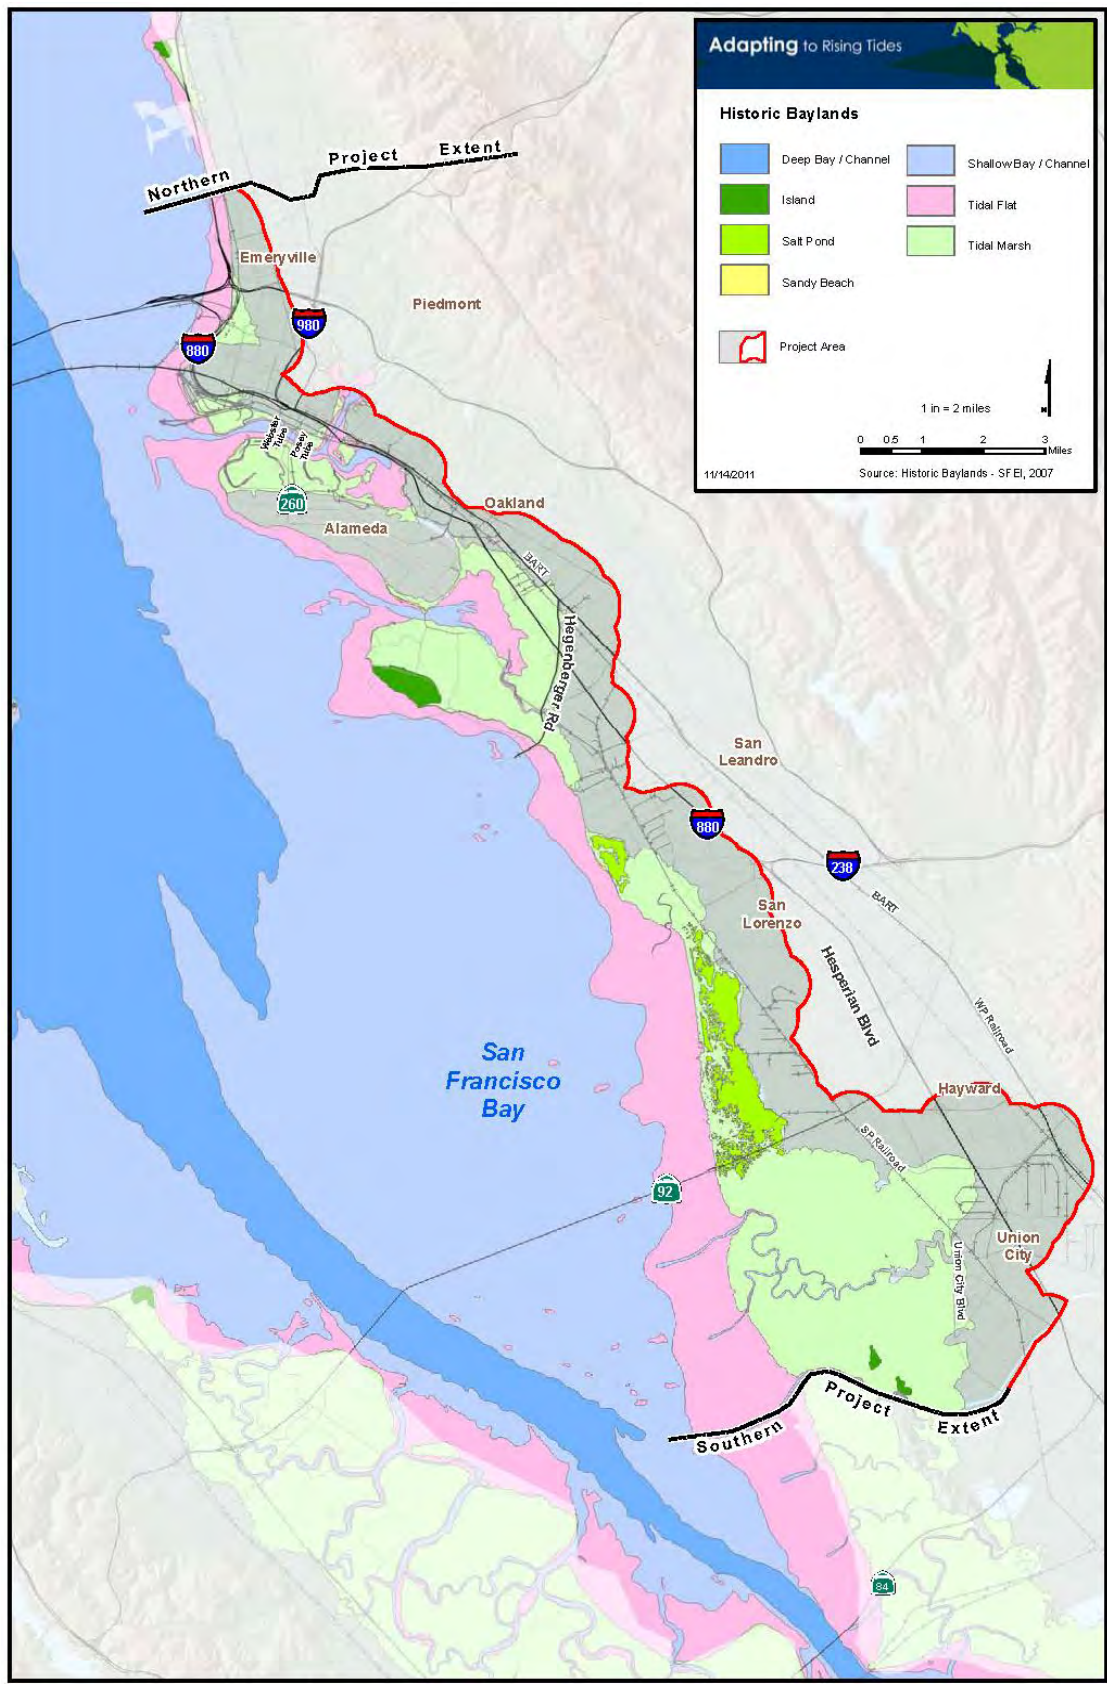 Adapting to Rising Tides
Historic Baylands
Deep Bay / Channel
Island
Salt Pond
Sandy Beach
Shallow Bay / Channel
Tidal Flat
Tidal Marsh
Project Area
1 in = 2 miles
N
0 0.5 1 2 3
Miles
11/14/2011
Source: Historic Baylands - SFEI, 2007
Northern Project Extent
Emeryville
Piedmont
980
880
Webster
Tube
Posey
Tube
260
Alameda
Oakland
BART
Hegenberger Rd
San
Leandro
880
238
BART
San
Lorenzo
Hesperian Blvd
WP Railroad
San
Francisco
Bay
Hayward
SP Railroad
92
Union
City
Union City Blvd
Southern Project Extent
84